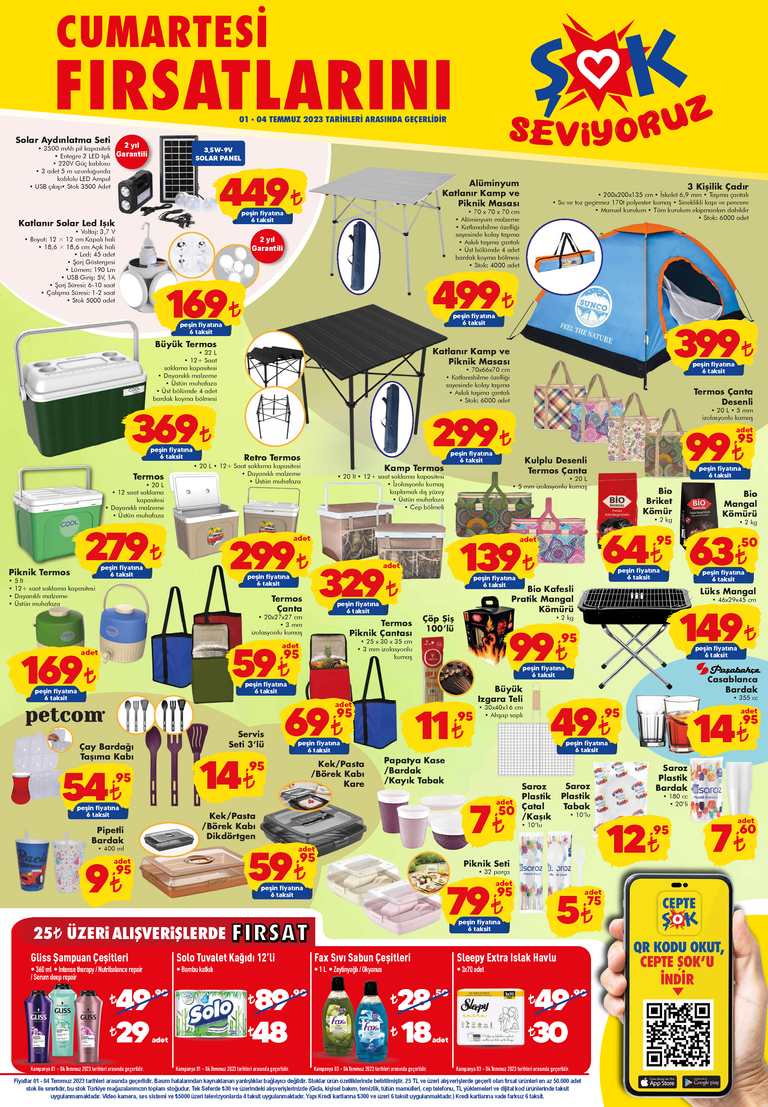 CUMARTESİ
FIRSATLARINI
01 - 04 TEMMUZ 2023 TARİHLERİ ARASINDA GEÇERLİDİR
ŞOK
SEVİYORUZ
Solar Aydınlatma Seti
• 3500 mAh pil kapasiteli
• Entegre 2 LED Işık
• 220V Güç kablosu
• 3 adet 5 m uzunluğunda
kablolu LED Ampul
• USB çıkışı• Stok 3500 Adet
2 yıl
Garantili
3,5W-9V
SOLAR PANEL
449₺
peşin fiyatına
6 taksit
Katlanır Solar Led Işık
• Voltaj: 3,7 V
• Boyut: 12 × 12 cm Kapalı hali
• 18,6 × 18,6 cm Açık hali
• Led: 45 adet
• Şarj Göstergesi
• Lümen: 190 Lm
• USB Giriş: 5V, 1A
• Şarj Süresi: 6-10 saat
• Çalışma Süresi: 1-2 saat
• Stok 5000 adet
2 yıl
Garantili
169₺
peşin fiyatına
6 taksit
Alüminyum
Katlanır Kamp ve
Piknik Masası
• 70 x 70 x 70 cm
• Alüminyum malzeme
• Katlanabilme özelliği
sayesinde kolay taşıma
• Askılı taşıma çantalı
• Üst bölümde 4 adet
bardak koyma bölmesi
• Stok: 4000 adet
499₺
peşin fiyatına
6 taksit
3 Kişilik Çadır
• 200x200x135 cm • İskelet 6,9 mm • Taşıma çantalı
• Su ve toz geçirmez 170t polyester kumaş • Sineklikli kapı ve pencere
• Manuel kurulum • Tüm kurulum ekipmanları dahildir
• Stok: 6000 adet
SUNCO
FEEL THE NATURE
399₺
peşin fiyatına
6 taksit
Büyük Termos
• 32 L
• 12+ Saat
saklama kapasitesi
• Dayanıklı malzeme
• Üstün muhafaza
• Üst bölümde 4 adet
bardak koyma bölmesi
369₺
peşin fiyatına
6 taksit
Katlanır Kamp ve
Piknik Masası
• 70x66x70 cm
• Katlanabilme özelliği
sayesinde kolay taşıma
• Askılı taşıma çantalı
• Stok: 6000 adet
299₺
peşin fiyatına
6 taksit
Termos Çanta
Desenli
• 20 L • 5 mm
izolasyonlu kumaş
adet
99,95₺
peşin fiyatına
6 taksit
Termos
• 20 L
• 12 saat saklama
kapasitesi
• Dayanıklı malzeme
• Üstün muhafaza
COOL
279₺
peşin fiyatına
6 taksit
Retro Termos
• 20 L • 12+ Saat saklama kapasitesi
• Dayanıklı malzeme
• Üstün muhafaza
adet
299₺
peşin fiyatına
6 taksit
Kamp Termos
• 20 lt • 12+ saat saklama kapasitesi
• İzolasyonlu kumaş
kaplamalı dış yüzey
• Üstün muhafaza
• Cep bölmeli
adet
329₺
peşin fiyatına
6 taksit
Kulplu Desenli
Termos Çanta
• 20 L
• 5 mm izolasyonlu kumaş
adet
139₺
peşin fiyatına
6 taksit
Bio
Briket
Kömür
• 2 kg
BİO
64,95₺
peşin fiyatına
6 taksit
Bio
Mangal
Kömürü
• 2 kg
BİO
63,50₺
peşin fiyatına
6 taksit
Piknik Termos
• 5 lt
• 12+ saat saklama kapasitesi
• Dayanıklı malzeme
• Üstün muhafaza
adet
169₺
peşin fiyatına
6 taksit
Termos
Çanta
• 20x27x27 cm
• 3 mm
izolasyonlu kumaş
adet
59,95₺
peşin fiyatına
6 taksit
Termos
Piknik Çantası
• 25 x 30 x 35 cm
• 3 mm izolasyonlu
kumaş
adet
69,95₺
peşin fiyatına
6 taksit
Çöp Şiş
100'lü
11,95₺
Bio Kafesli
Pratik Mangal
Kömürü
• 2 kg
99,95₺
peşin fiyatına
6 taksit
Lüks Mangal
• 46x29x45 cm
149₺
peşin fiyatına
6 taksit
Büyük
Izgara Teli
• 30x40x16 cm
• Ahşap saplı
49,95₺
peşin fiyatına
6 taksit
Paşabahçe
Casablanca
Bardak
• 355 cc
adet
14,95₺
petcom
Çay Bardağı
Taşıma Kabı
54,95₺
peşin fiyatına
6 taksit
Servis
Seti 3'lü
14,95₺
Kek/Pasta
/Börek Kabı
Kare
Kek/Pasta
/Börek Kabı
Dikdörtgen
adet
59,95₺
peşin fiyatına
6 taksit
Pipetli
Bardak
• 400 ml
adet
9,95₺
Papatya Kase
/Bardak
/Kayık Tabak
adet
7,50₺
Piknik Seti
• 32 parça
79,95₺
peşin fiyatına
6 taksit
Saroz
Plastik
Çatal
/Kaşık
• 10'lu
adet
5,75₺
Saroz
Plastik
Tabak
• 10'lu
12,95₺
Saroz
Plastik
Bardak
• 180 cc
• 20'li
saroz
adet
7,60₺
25₺ ÜZERİ ALIŞVERİŞLERDE FIRSAT
Gliss Şampuan Çeşitleri
• 360 ml • Intense therapy / Nutribalance repair
/ Serum deep repair
GLISS
₺49,90
₺29 adet
Kampanya 01 - 04 Temmuz 2023 tarihleri arasında geçerlidir.
Solo Tuvalet Kağıdı 12'li
• Bambu katkılı
Solo
₺89,90
₺48
Kampanya 01 - 04 Temmuz 2023 tarihleri arasında geçerlidir.
Fax Sıvı Sabun Çeşitleri
• 1 L • Zeytinyağlı / Okyanus
₺28,50
₺18 adet
Kampanya 03 - 04 Temmuz 2023 tarihleri arasında geçerlidir.
Sleepy Extra Islak Havlu
• 3x70 adet
Sleepy
extra
₺49,90
₺30
Kampanya 03 - 04 Temmuz 2023 tarihleri arasında geçerlidir.
CEPTE
ŞOK
QR KODU OKUT,
CEPTE ŞOK'U
İNDİR
App Store
Google Play
Fiyatlar 01 - 04 Temmuz 2023 tarihleri arasında geçerlidir. Basım hatalarından kaynaklanan yanlışlıklar bağlayıcı değildir. Stoklar ürün özelliklerinde belirtilmiştir. 25 TL ve üzeri alışverişlerde geçerli olan fırsat ürünleri en az 50.000 adet
stok ile sınırlıdır, bu stok Türkiye mağazalarımızın toplam stoğudur. Tek Seferde ₺30 ve üzerindeki alışverişlerinizde (Gıda, kişisel bakım, temizlik, tütün mamülleri, cep telefonu, TL yüklemeleri ve dijital kod ürünlerinde taksit
uygulanmamaktadır. Video kamera, ses sistemi ve ₺5000 üzeri televizyonlarda 4 taksit uygulanmaktadır. Yapı Kredi kartlarına ₺300 ve üzeri 6 taksit uygulanmaktadır.) Kredi kartlarına vade farksız 6 taksit.